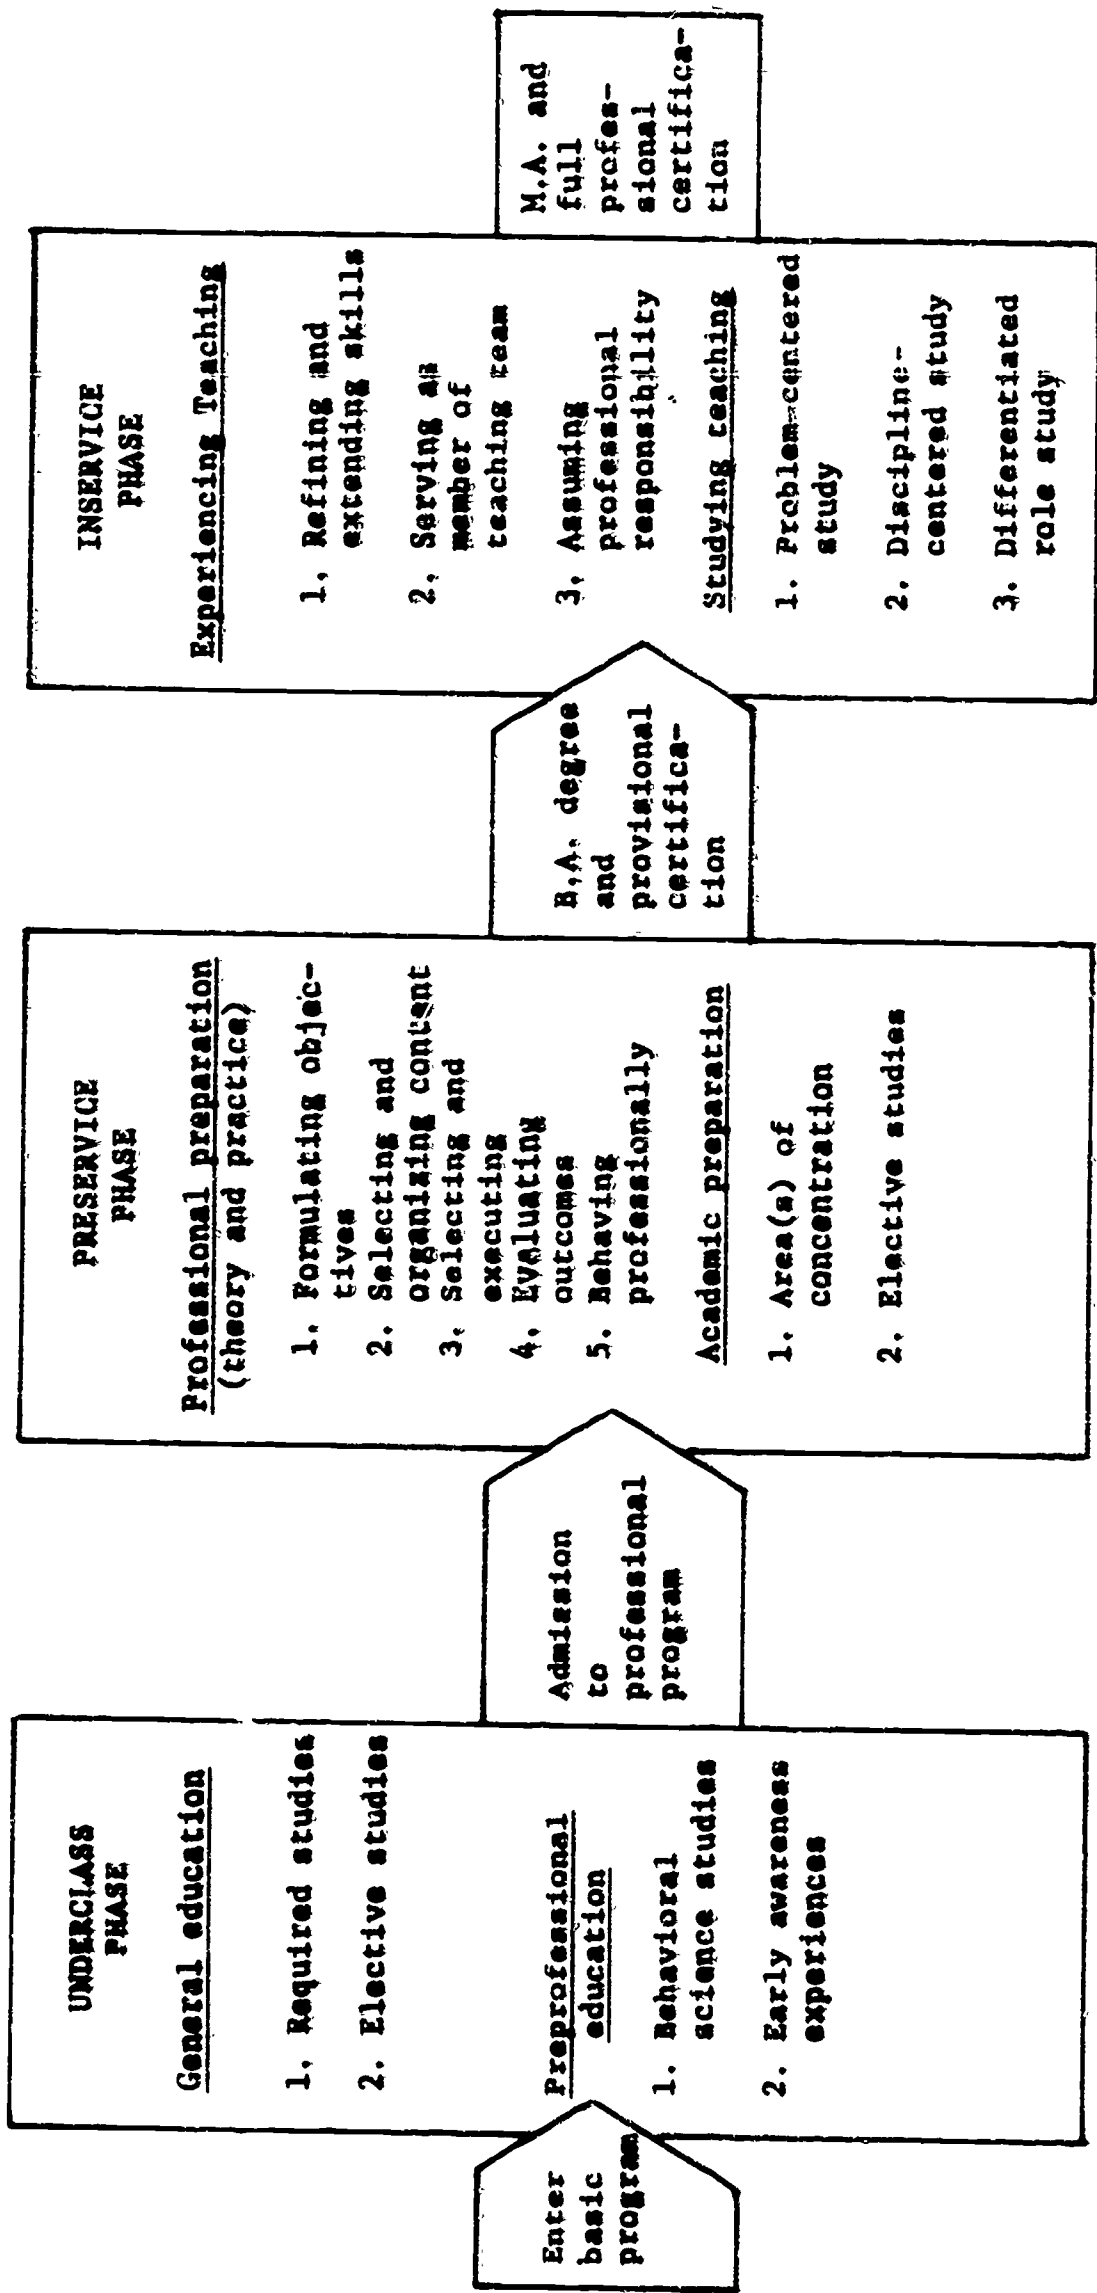 Enter
basic
program
UNDERCLASS
PHASE
General education
1. Required studies
2. Elective studies
Preprofessional
education
1. Behavioral
science studies
2. Early awareness
experiences
Admission
to
professional
program
PRESERVICE
PHASE
Professional preparation
(theory and practice)
1. Formulating objec-
tives
2. Selecting and
organizing content
3. Selecting and
executing
4. Evaluating
outcomes
5. Behaving
professionally
Academic preparation
1. Area(s) of
concentration
2. Elective studies
B.A. degree
and
provisional
certifica-
tion
INSERVICE
PHASE
Experiencing Teaching
1. Refining and
extending skills
2. Serving as
member of
teaching team
3. Assuming
professional
responsibility
Studying teaching
1. Problem-centered
study
2. Discipline-
centered study
3. Differentiated
role study
M.A. and
full
profes-
sional
certifica-
tion